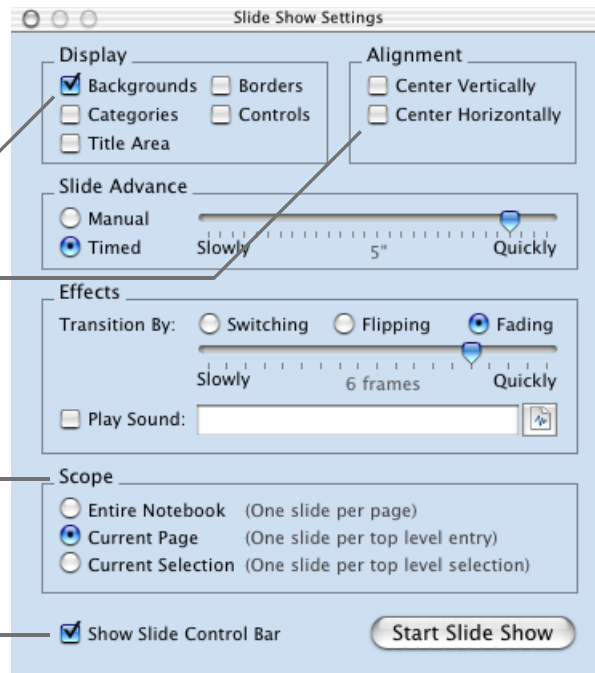 Slide Show Settings
Display
Backgrounds Borders
Categories Controls
Title Area
Alignment
Center Vertically
Center Horizontally
Slide Advance
Manual
Timed Slowly 5" Quickly
Effects
Transition By: Switching Flipping Fading
Slowly 6 frames Quickly
Play Sound:
Scope
Entire Notebook (One slide per page)
Current Page (One slide per top level entry)
Current Selection (One slide per top level selection)
Show Slide Control Bar Start Slide Show